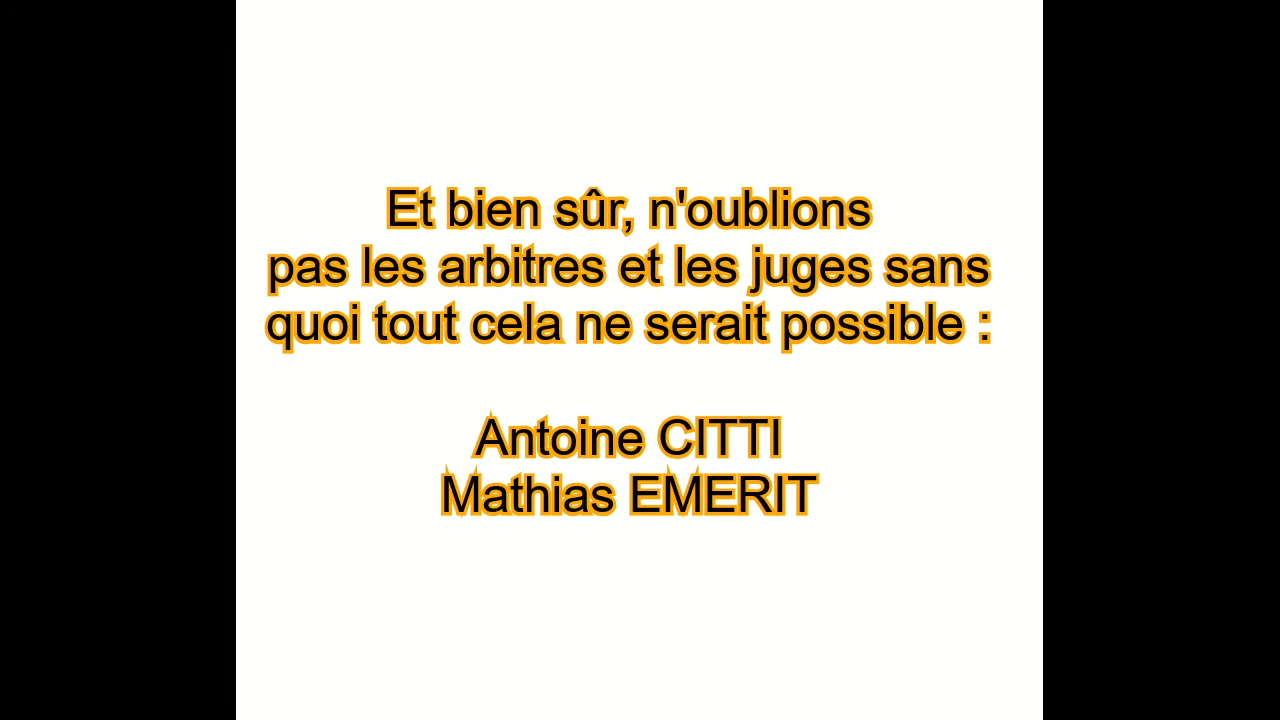 Et bien sûr, n'oublions
pas les arbitres et les juges sans
quoi tout cela ne serait possible :
Antoine CITTI
Mathias EMERIT